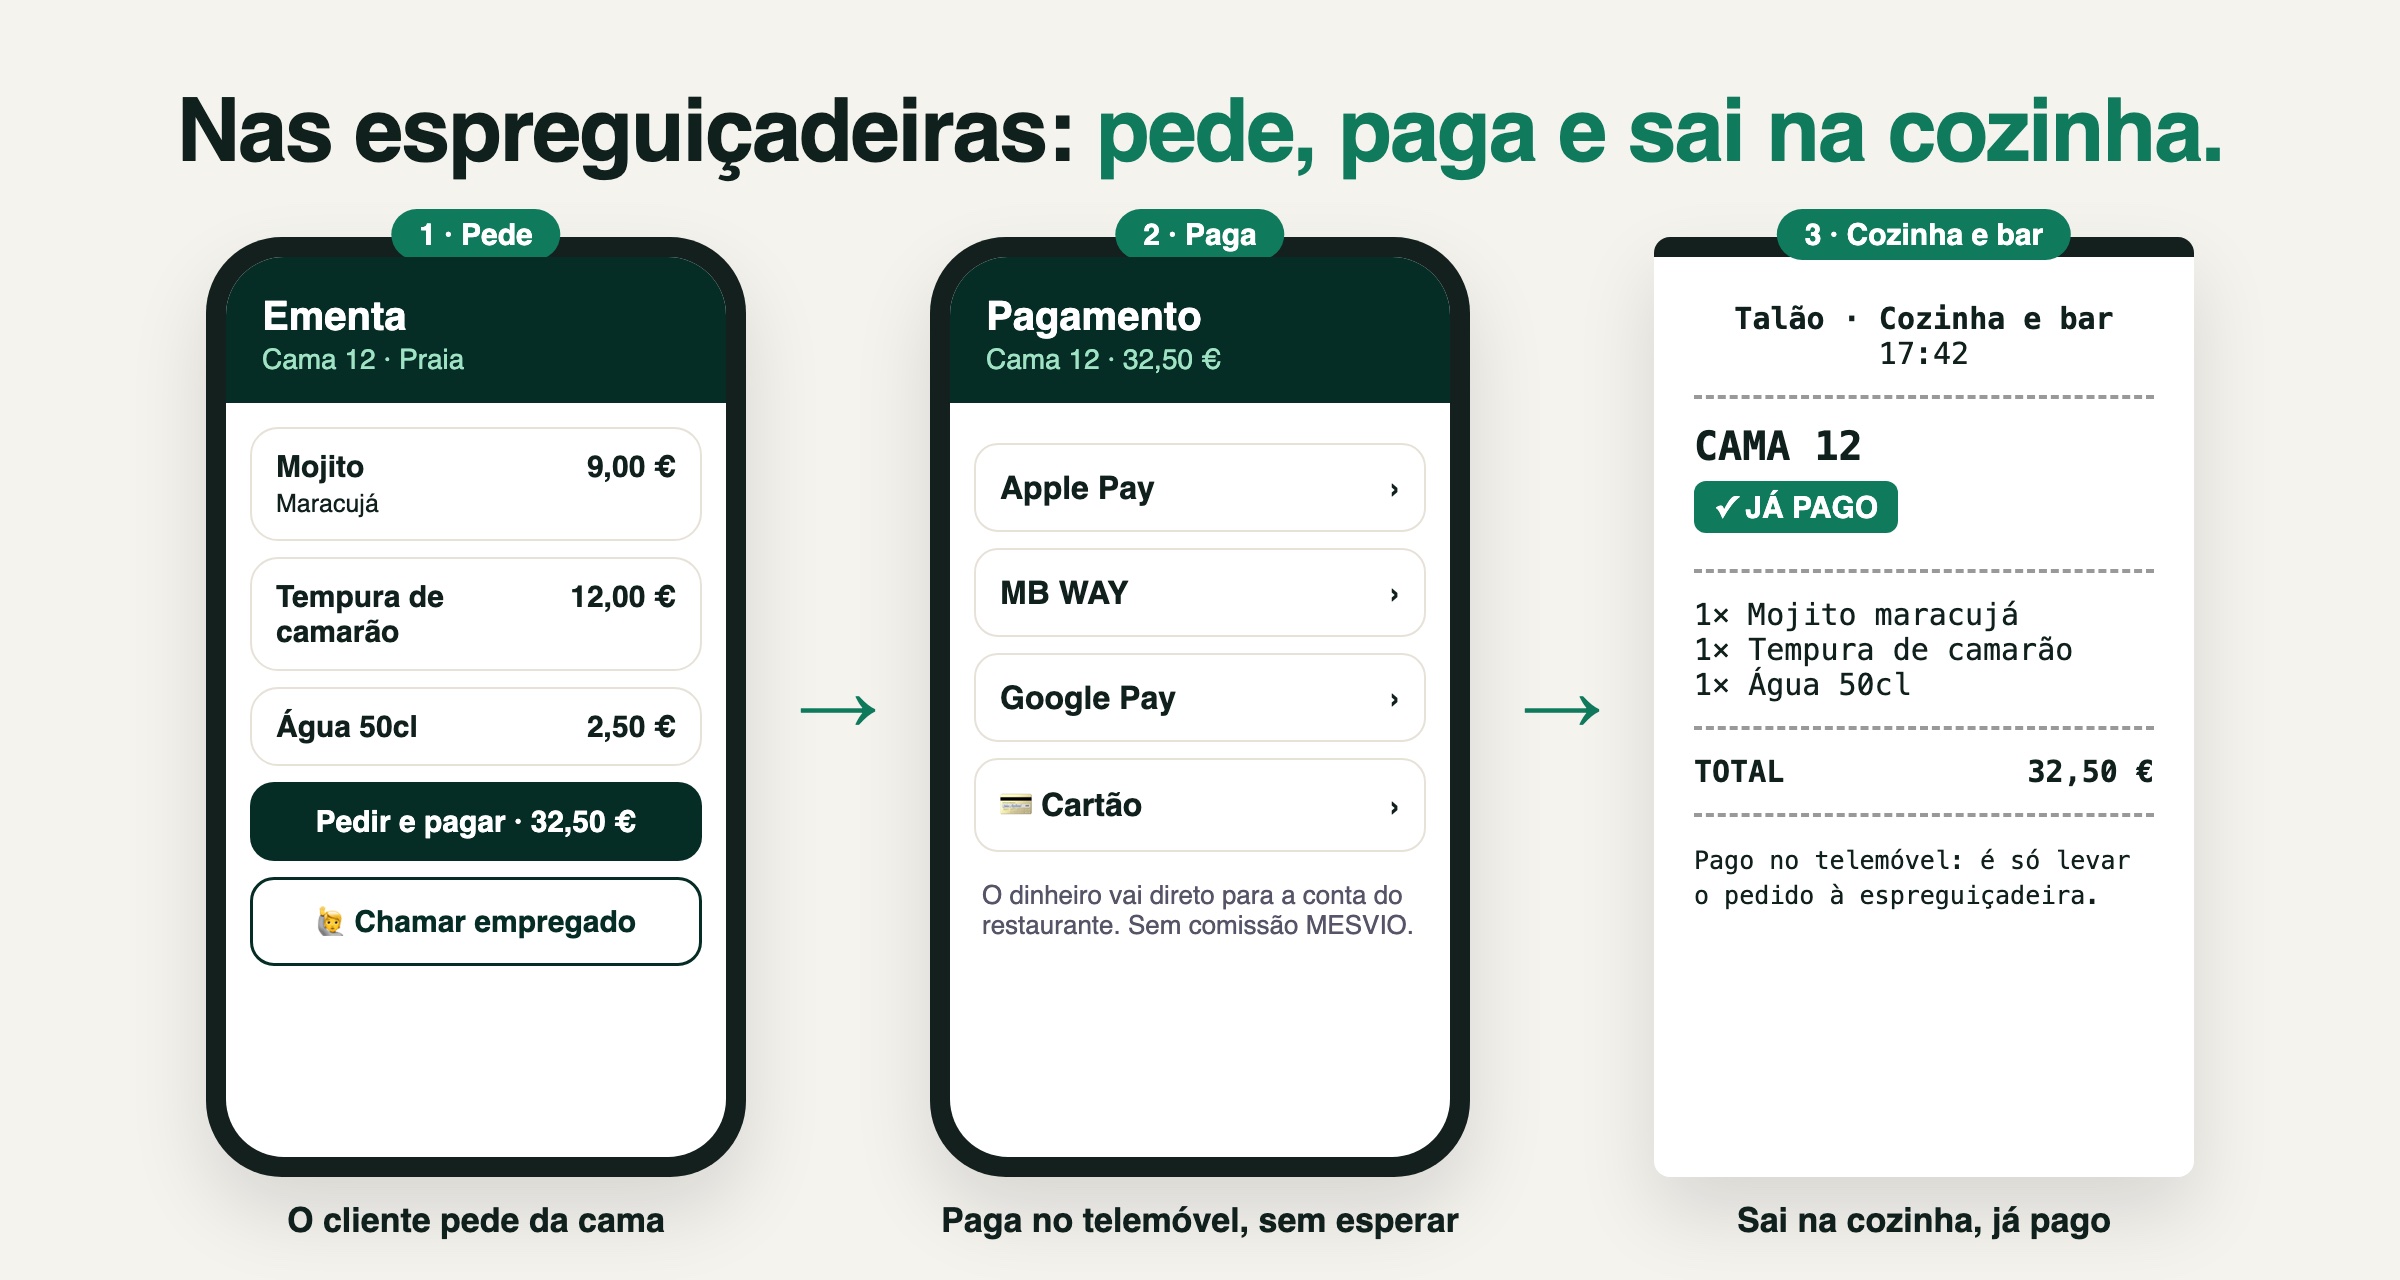 Nas espreguiçadeiras: pede, paga e sai na cozinha.
1 · Pede
Ementa
Cama 12 · Praia
Mojito 9,00 €
Maracujá
Tempura de camarão 12,00 €
Água 50cl 2,50 €
Pedir e pagar · 32,50 €
Chamar empregado
O cliente pede da cama
→
2 · Paga
Pagamento
Cama 12 · 32,50 €
Apple Pay ›
MB WAY ›
Google Pay ›
Cartão ›
O dinheiro vai direto para a conta do
restaurante. Sem comissão MESVIO.
Paga no telemóvel, sem esperar
→
3 · Cozinha e bar
Talão · Cozinha e bar
17:42
CAMA 12
✓ JÁ PAGO
1× Mojito maracujá
1× Tempura de camarão
1× Água 50cl
TOTAL 32,50 €
Pago no telemóvel: é só levar
o pedido à espreguiçadeira.
Sai na cozinha, já pago